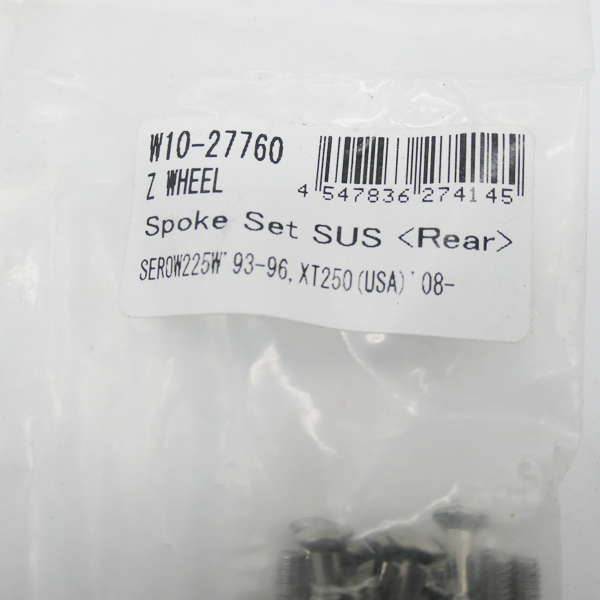 W10-27760
Z WHEEL
4 547836 274145
Spoke Set SUS <Rear>
SEROW225W'93-96, XT250(USA)'08-